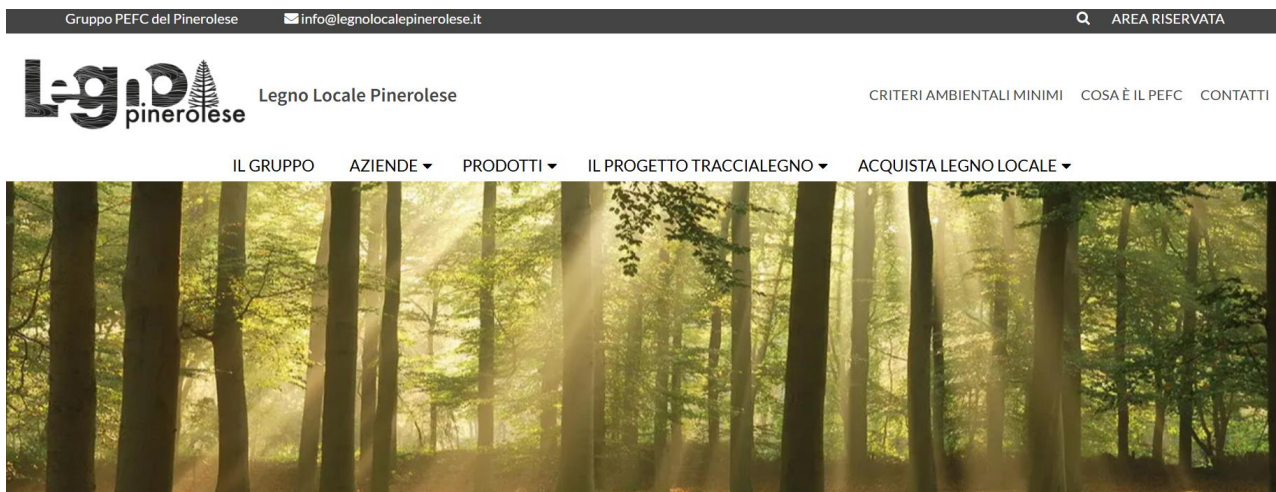 Gruppo PEFC del Pinerolese info@legnolocalepinerolese.it AREA RISERVATA
Legno pinerolese
Legno Locale Pinerolese
CRITERI AMBIENTALI MINIMI COSA È IL PEFC CONTATTI
IL GRUPPO AZIENDE PRODOTTI IL PROGETTO TRACCIALEGNO ACQUISTA LEGNO LOCALE